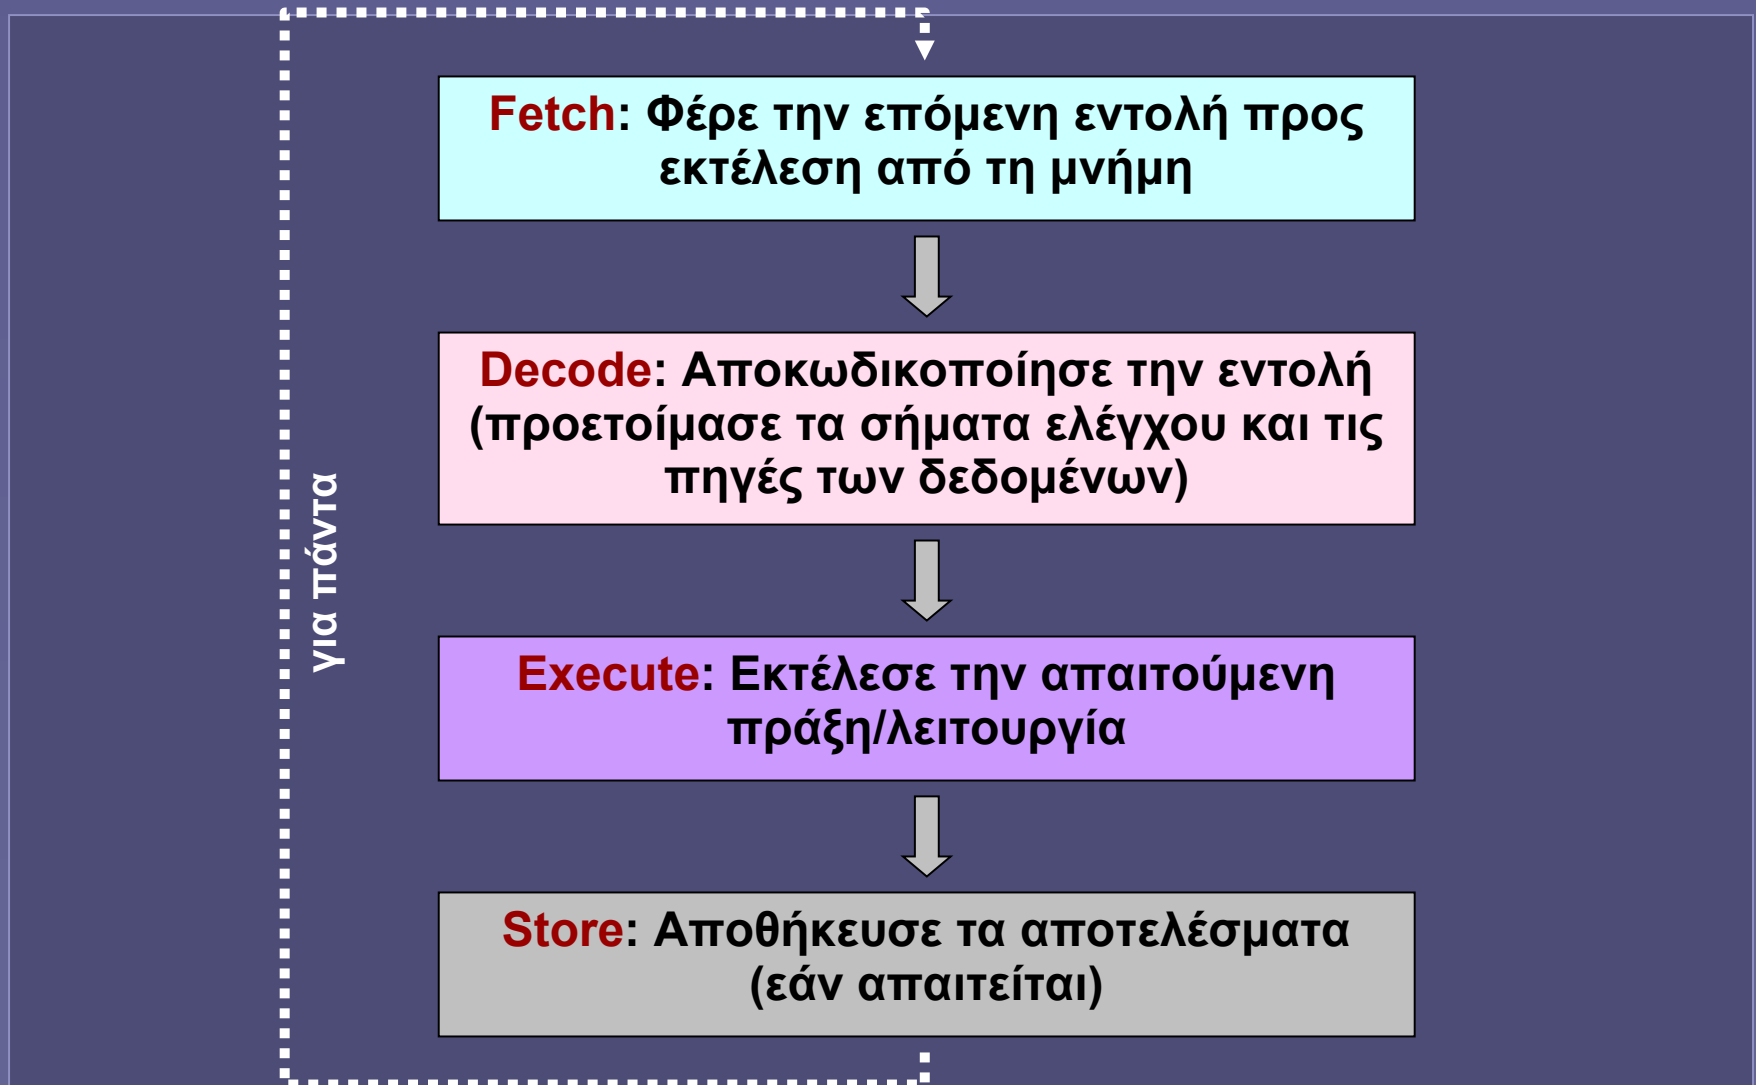 Fetch: Φέρε την επόμενη εντολή προς
εκτέλεση από τη μνήμη
Decode: Αποκωδικοποίησε την εντολή
(προετοίμασε τα σήματα ελέγχου και τις
πηγές των δεδομένων)
για πάντα
Execute: Εκτέλεσε την απαιτούμενη
πράξη/λειτουργία
Store: Αποθήκευσε τα αποτελέσματα
(εάν απαιτείται)